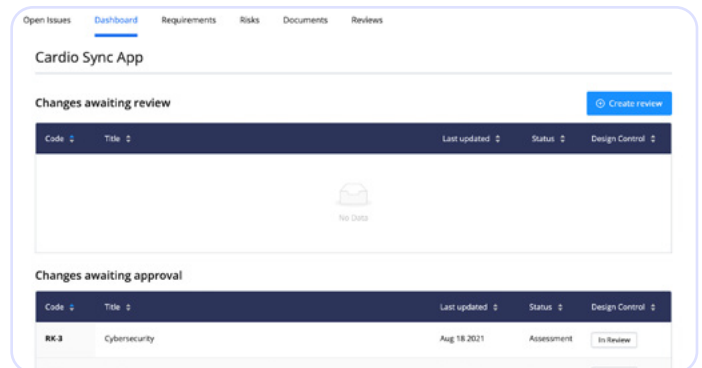 Open Issues Dashboard Requirements Risks Documents Reviews
Cardio Sync App
Changes awaiting review Create review
Code Title Last updated Status Design Control
No Data
Changes awaiting approval
Code Title Last updated Status Design Control
RK-3 Cybersecurity Aug 18 2021 Assessment In Review